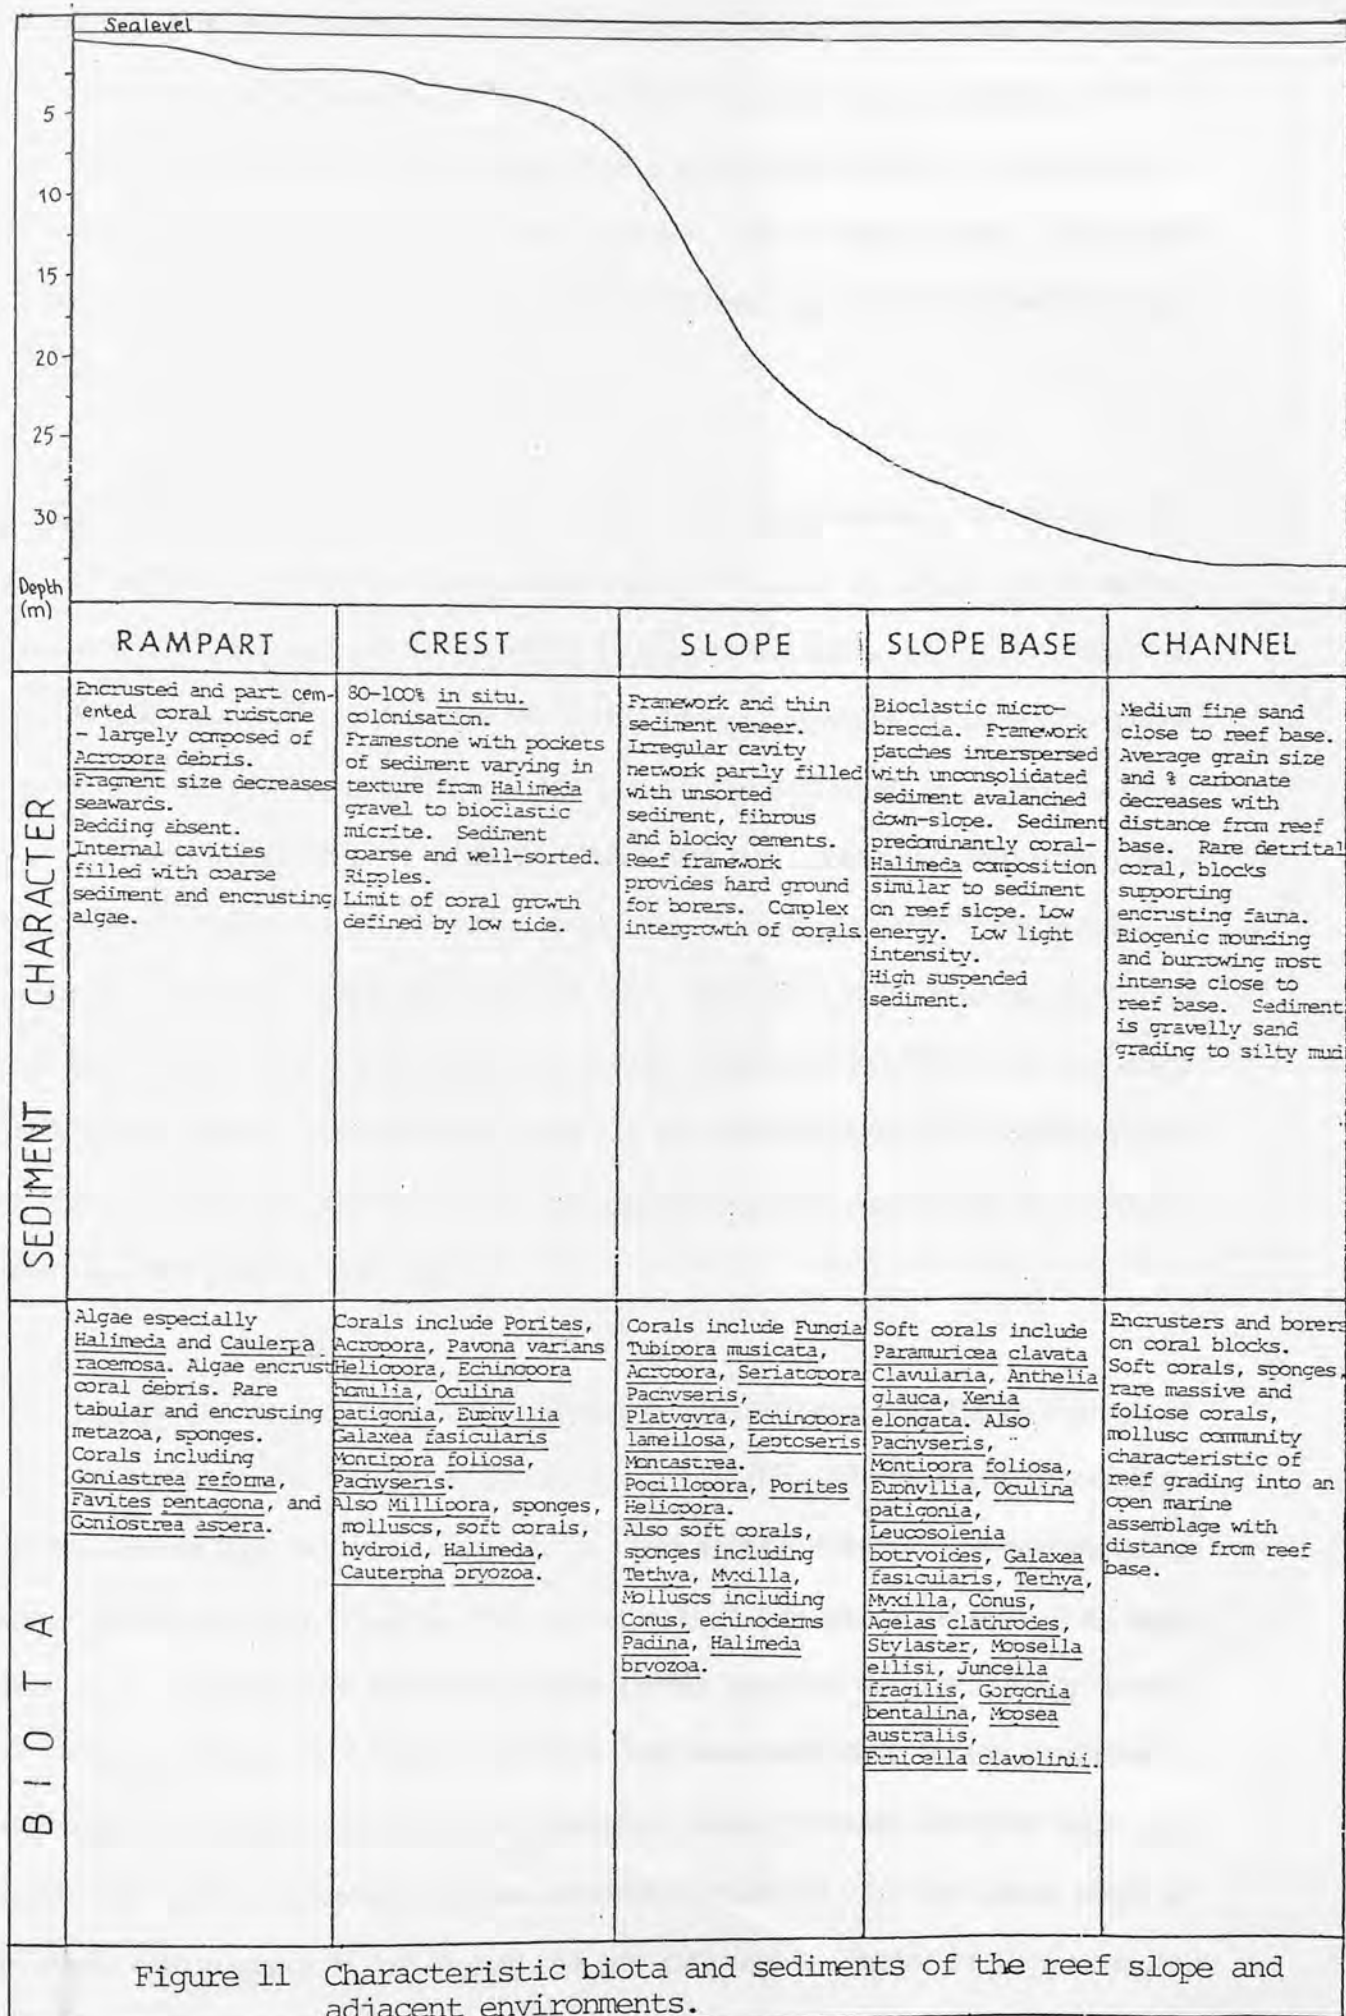 Sealevel
5
10
15
20
25
30
Depth
(m)
RAMPART
CREST
SLOPE
SLOPE BASE
CHANNEL
SEDIMENT CHARACTER
Encrusted and part cem-
ented coral rudstone
- largely composed of
Acropora debris.
Fragment size decreases
seawards.
Bedding absent.
Internal cavities
filled with coarse
sediment and encrusting
algae.
80-100% in situ.
colonisation.
Framestone with pockets
of sediment varying in
texture from Halimeda
gravel to bioclastic
micrite. Sediment
coarse and well-sorted.
Ripples.
Limit of coral growth
defined by low tide.
Framework and thin
sediment veneer.
Irregular cavity
network partly filled
with unsorted
sediment, fibrous
and blocky cements.
Reef framework
provides hard ground
for borers. Complex
intergrowth of corals.
Bioclastic micro-
breccia. Framework
patches interspersed
with unconsolidated
sediment avalanched
down-slope. Sediment
predominantly coral-
Halimeda composition
similar to sediment
on reef slope. Low
energy. Low light
intensity.
High suspended
sediment.
Medium fine sand
close to reef base.
Average grain size
and % carbonate
decreases with
distance from reef
base. Rare detrital
coral, blocks
supporting
encrusting fauna.
Biogenic mounding
and burrowing most
intense close to
reef base. Sediment
is gravelly sand
grading to silty mud
BIOTA
Algae especially
Halimeda and Caulerpa
racemosa. Algae encrust
coral debris. Rare
tabular and encrusting
metazoa, sponges.
Corals including
Goniastrea reforma,
Favites pentagona, and
Goniostrea aspera.
Corals include Porites,
Acropora, Pavona varians
Heliopora, Echinopora
homilia, Oculina
patigonia, Euphyllia
Galaxea fasicularis
Montipora foliosa,
Pachyseris.
Also Millipora, sponges,
molluscs, soft corals,
hydroid, Halimeda,
Cauterpha bryozoa.
Corals include Fungia
Tubipora musicata,
Acropora, Seriatopora
Pachyseris,
Platygyra, Echinopora
lamellosa, Leptoseris
Montastrea.
Pocillopora, Porites
Heliopora.
Also soft corals,
sponges including
Tethya, Myxilla,
Molluscs including
Conus, echinoderms
Padina, Halimeda
bryozoa.
Soft corals include
Paramuricea clavata
Clavularia, Anthelia
glauca, Xenia
elongata. Also
Pachyseris,
Montipora foliosa,
Euphyllia, Oculina
patigonia,
Leucosolenia
botryoides, Galaxea
fasicularis, Tethya,
Myxilla, Conus,
Agelas clathrodes,
Stylaster, Mopsella
ellisi, Juncella
fragilis, Gorgonia
bentalina, Mopsea
australis,
Eunicella clavolinii.
Encrusters and borers
on coral blocks.
Soft corals, sponges,
rare massive and
foliose corals,
mollusc community
characteristic of
reef grading into an
open marine
assemblage with
distance from reef
base.
Figure 11 Characteristic biota and sediments of the reef slope and
adjacent environments.